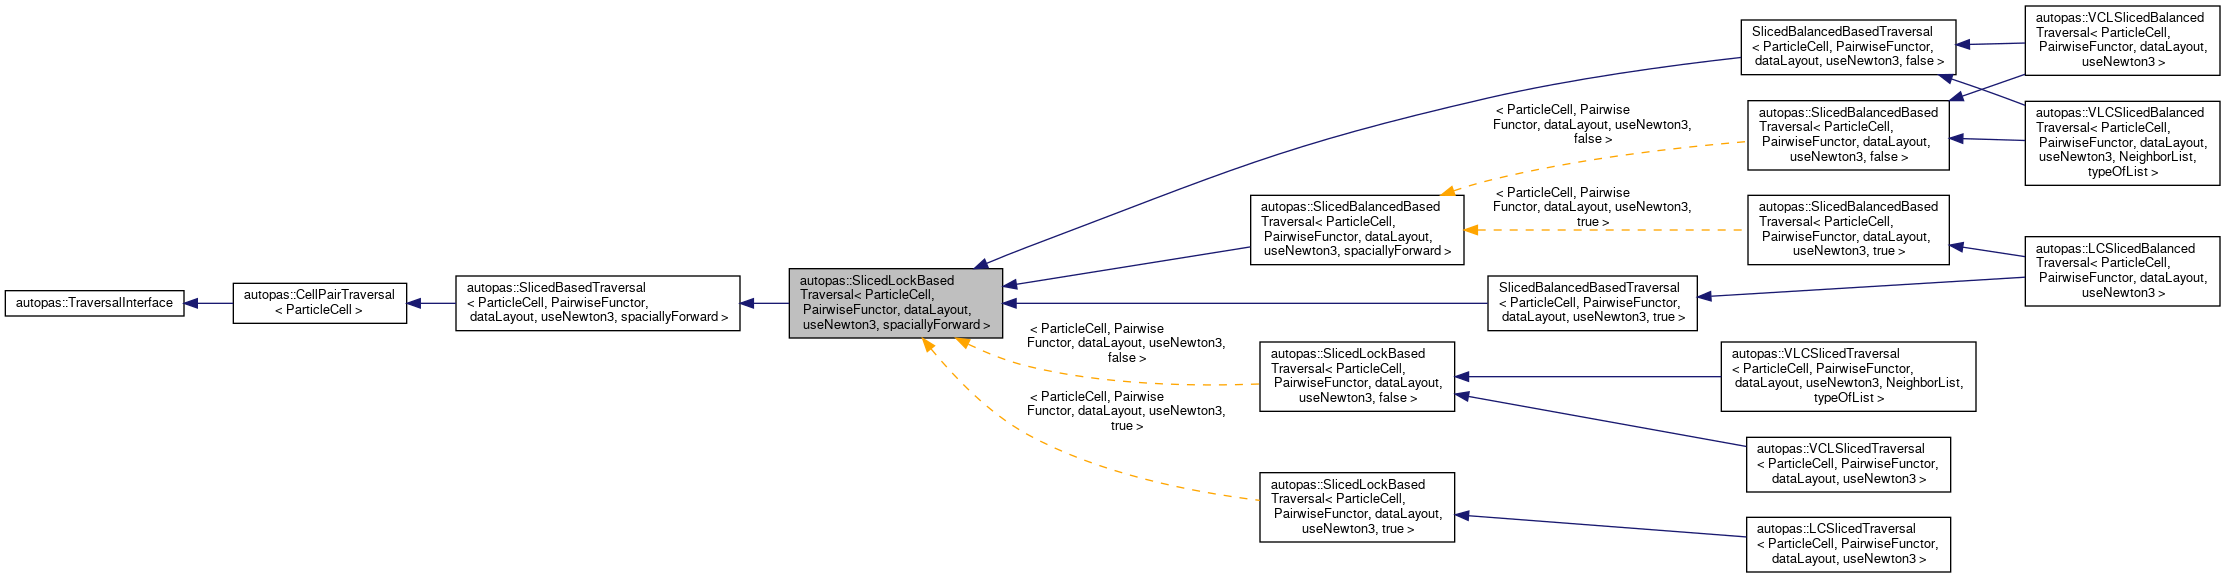 autopas::TraversalInterface
autopas::CellPairTraversal
< ParticleCell >
autopas::SlicedBasedTraversal
< ParticleCell, PairwiseFunctor,
dataLayout, useNewton3, spaciallyForward >
autopas::SlicedLockBased
Traversal< ParticleCell,
PairwiseFunctor, dataLayout,
useNewton3, spaciallyForward >
< ParticleCell, Pairwise
Functor, dataLayout, useNewton3,
false >
< ParticleCell, Pairwise
Functor, dataLayout, useNewton3,
true >
autopas::SlicedBalancedBased
Traversal< ParticleCell,
PairwiseFunctor, dataLayout,
useNewton3, spaciallyForward >
SlicedBalancedBasedTraversal
< ParticleCell, PairwiseFunctor,
dataLayout, useNewton3, true >
autopas::SlicedLockBased
Traversal< ParticleCell,
PairwiseFunctor, dataLayout,
useNewton3, false >
autopas::SlicedLockBased
Traversal< ParticleCell,
PairwiseFunctor, dataLayout,
useNewton3, true >
< ParticleCell, Pairwise
Functor, dataLayout, useNewton3,
false >
< ParticleCell, Pairwise
Functor, dataLayout, useNewton3,
true >
SlicedBalancedBasedTraversal
< ParticleCell, PairwiseFunctor,
dataLayout, useNewton3, false >
autopas::SlicedBalancedBased
Traversal< ParticleCell,
PairwiseFunctor, dataLayout,
useNewton3, false >
autopas::SlicedBalancedBased
Traversal< ParticleCell,
PairwiseFunctor, dataLayout,
useNewton3, true >
autopas::VLCSlicedTraversal
< ParticleCell, PairwiseFunctor,
dataLayout, useNewton3, NeighborList,
typeOfList >
autopas::VCLSlicedTraversal
< ParticleCell, PairwiseFunctor,
dataLayout, useNewton3 >
autopas::LCSlicedTraversal
< ParticleCell, PairwiseFunctor,
dataLayout, useNewton3 >
autopas::VCLSlicedBalanced
Traversal< ParticleCell,
PairwiseFunctor, dataLayout,
useNewton3 >
autopas::VLCSlicedBalanced
Traversal< ParticleCell,
PairwiseFunctor, dataLayout,
useNewton3, NeighborList,
typeOfList >
autopas::LCSlicedBalanced
Traversal< ParticleCell,
PairwiseFunctor, dataLayout,
useNewton3 >